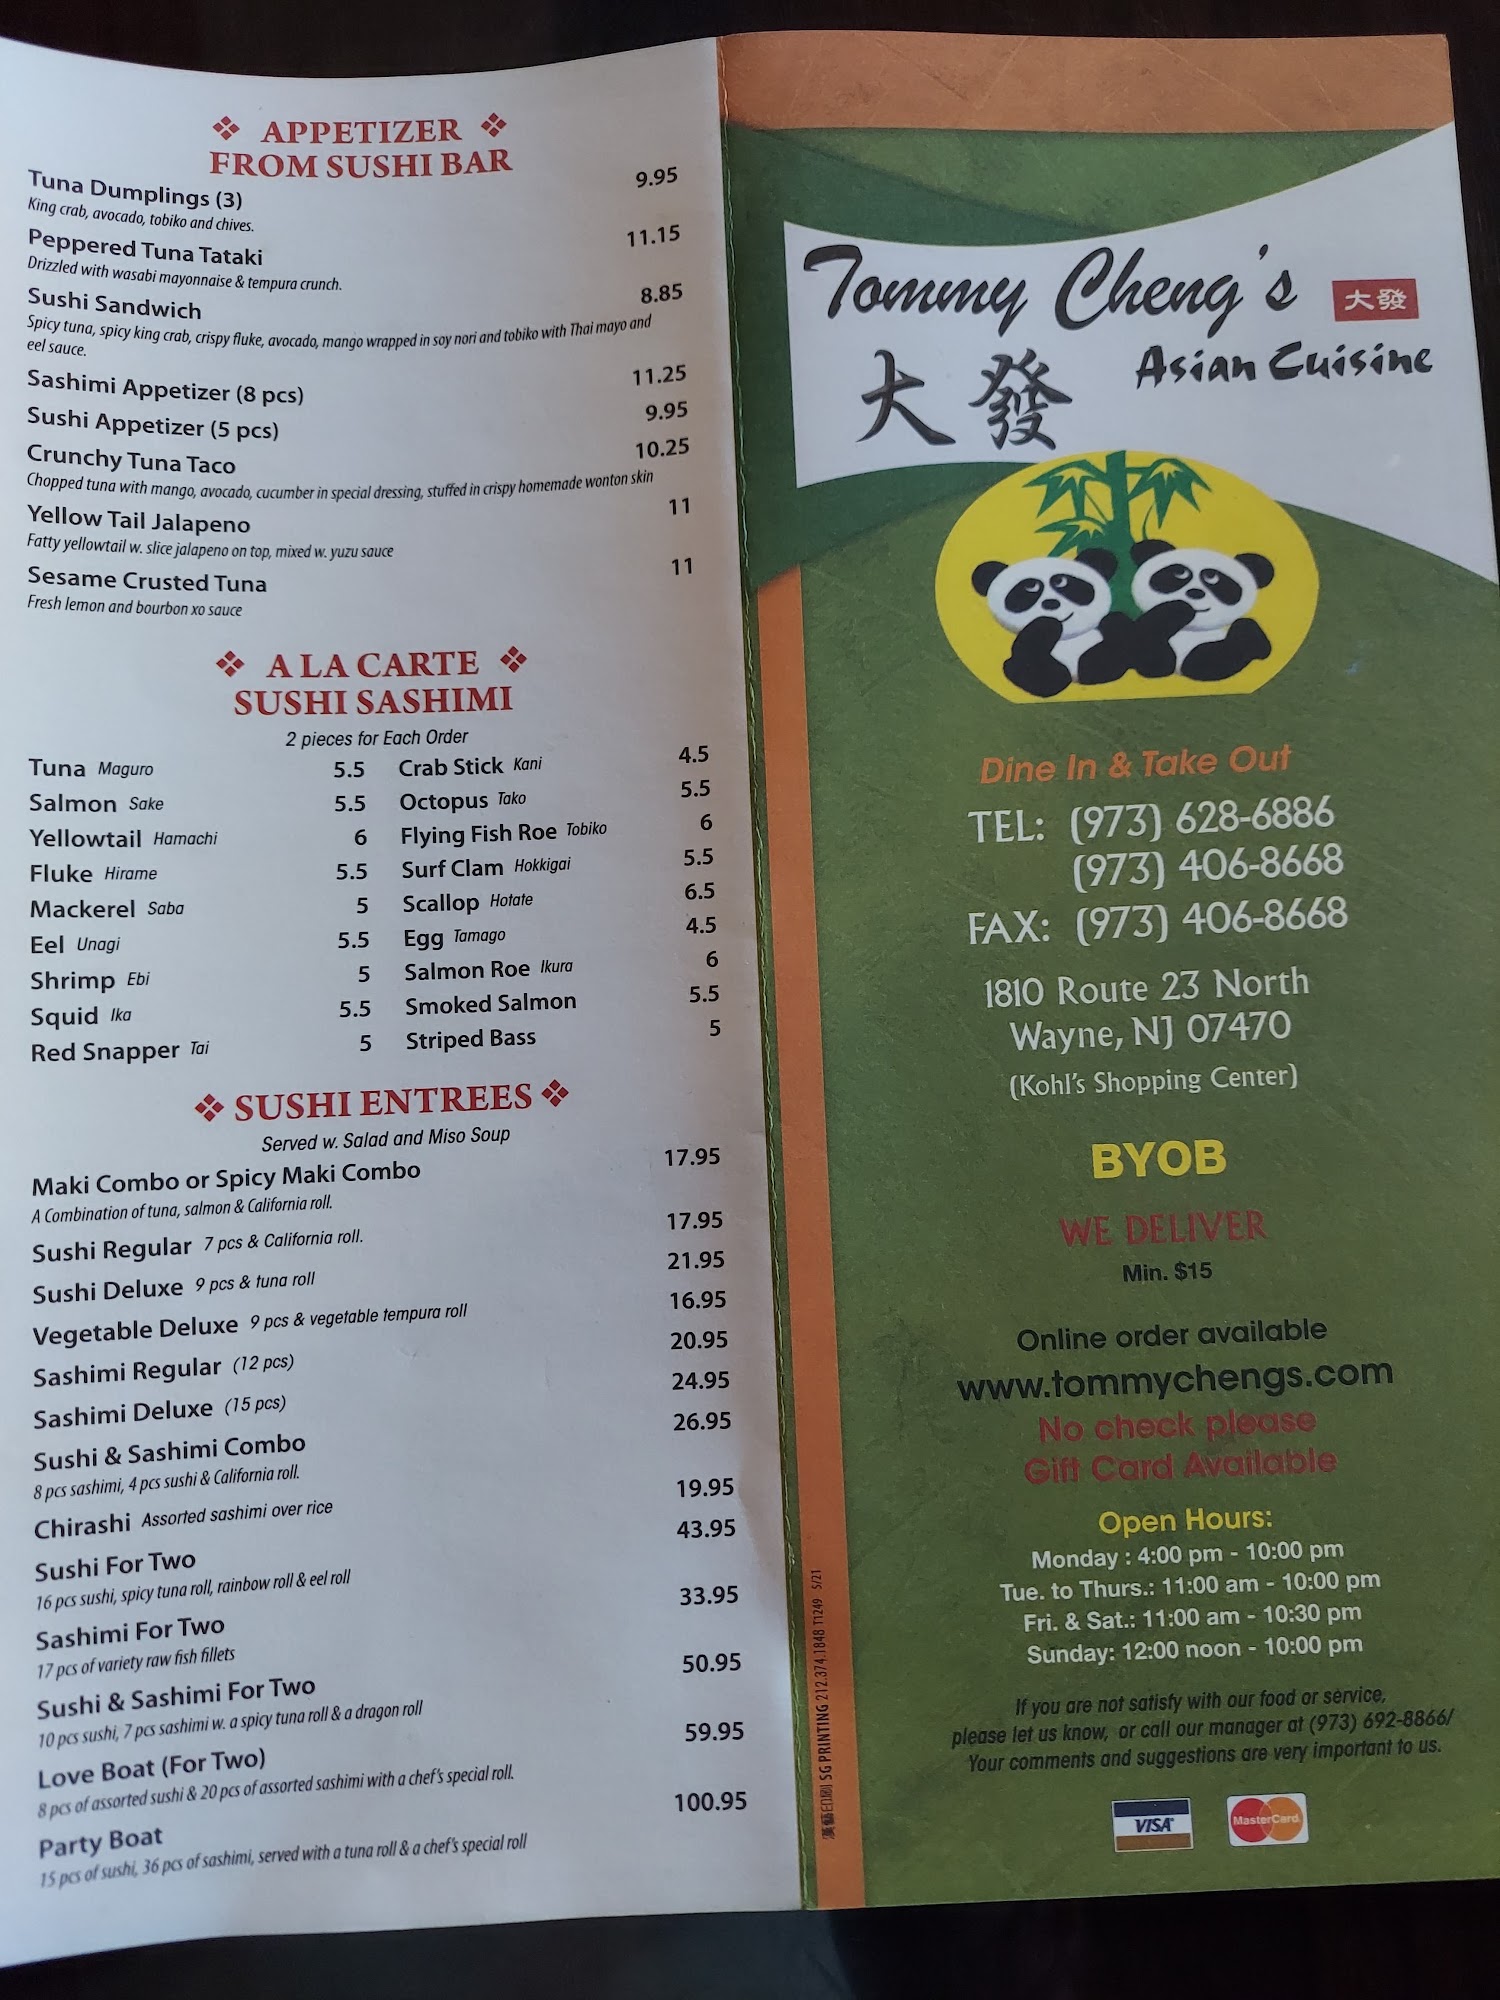 APPETIZER
FROM SUSHI BAR
Tuna Dumplings (3) 9.95
King crab, avocado, tobiko and chives.
Peppered Tuna Tataki 11.15
Drizzled with wasabi mayonnaise & tempura crunch.
Sushi Sandwich 8.85
Spicy tuna, spicy king crab, crispy fluke, avocado, mango wrapped in soy nori and tobiko with Thai mayo and
eel sauce.
Sashimi Appetizer (8 pcs) 11.25
Sushi Appetizer (5 pcs) 9.95
Crunchy Tuna Taco 10.25
Chopped tuna with mango, avocado, cucumber in special dressing, stuffed in crispy homemade wonton skin
Yellow Tail Jalapeno 11
Fatty yellowtail w. slice jalapeno on top, mixed w. yuzu sauce
Sesame Crusted Tuna 11
Fresh lemon and bourbon xo sauce
A LA CARTE
SUSHI SASHIMI
2 pieces for Each Order
Tuna Maguro 5.5
Salmon Sake 5.5
Yellowtail Hamachi 6
Fluke Hirame 5.5
Mackerel Saba 5
Eel Unagi 5.5
Shrimp Ebi 5
Squid Ika 5.5
Red Snapper Tai 5
Crab Stick Kani 4.5
Octopus Tako 5.5
Flying Fish Roe Tobiko 6
Surf Clam Hokkigai 5.5
Scallop Hotate 6.5
Egg Tamago 4.5
Salmon Roe Ikura 6
Smoked Salmon 5.5
Striped Bass 5
SUSHI ENTREES
Served w. Salad and Miso Soup
Maki Combo or Spicy Maki Combo 17.95
A Combination of tuna, salmon & California roll.
Sushi Regular 7 pcs & California roll. 17.95
Sushi Deluxe 9 pcs & tuna roll 21.95
Vegetable Deluxe 9 pcs & vegetable tempura roll 16.95
Sashimi Regular (12 pcs) 20.95
Sashimi Deluxe (15 pcs) 24.95
Sushi & Sashimi Combo 26.95
8 pcs sashimi, 4 pcs sushi & California roll.
Chirashi Assorted sashimi over rice 19.95
Sushi For Two 43.95
16 pcs sushi, spicy tuna roll, rainbow roll & eel roll
Sashimi For Two 33.95
17 pcs of variety raw fish fillets
Sushi & Sashimi For Two 50.95
10 pcs sushi, 7 pcs sashimi w. a spicy tuna roll & a dragon roll
Love Boat (For Two) 59.95
8 pcs of assorted sushi & 20 pcs of assorted sashimi with a chef's special roll.
Party Boat 100.95
15 pcs of sushi, 36 pcs of sashimi, served with a tuna roll & a chef's special roll
Tommy Cheng's
大發
大發
Asian Cuisine
Dine In & Take Out
TEL: (973) 628-6886
(973) 406-8668
FAX: (973) 406-8668
1810 Route 23 North
Wayne, NJ 07470
(Kohl's Shopping Center)
BYOB
WE DELIVER
Min. $15
Online order available
www.tommychengs.com
No check please
Gift Card Available
Open Hours:
Monday : 4:00 pm - 10:00 pm
Tue. to Thurs.: 11:00 am - 10:00 pm
Fri. & Sat.: 11:00 am - 10:30 pm
Sunday: 12:00 noon - 10:00 pm
If you are not satisfy with our food or service,
please let us know, or call our manager at (973) 692-8866/
Your comments and suggestions are very important to us.
VISA
MasterCard
SG PRINTING 212.374.1848 T1249 5/21